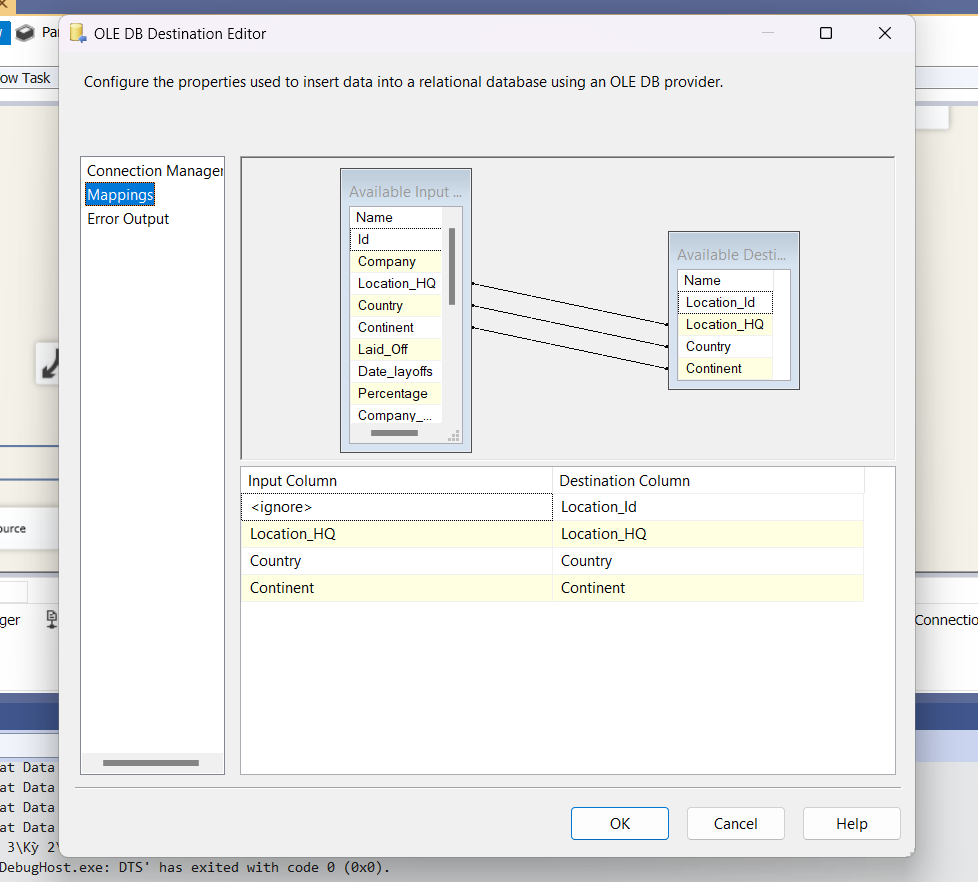 Pa
OLE DB Destination Editor
ow Task
Configure the properties used to insert data into a relational database using an OLE DB provider.
Connection Manager
Mappings
Error Output
Available Input ...
Name
Id
Company
Location_HQ
Country
Continent
Laid_Off
Date_layoffs
Percentage
Company_...
Available Desti...
Name
Location_Id
Location_HQ
Country
Continent
Input Column
Destination Column
<ignore>
Location_Id
Location_HQ
Location_HQ
Country
Country
Continent
Continent
ource
ger
Connectio
at Data
at Data
at Data
at Data
3\Kỳ 2\
DebugHost.exe: DTS' has exited with code 0 (0x0).
OK
Cancel
Help